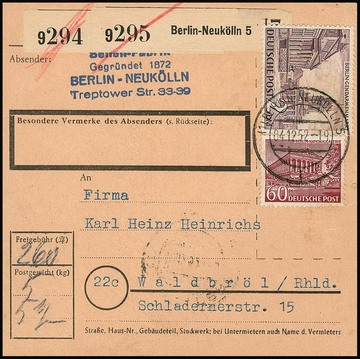 9294 9295 Berlin-Neukölln 5
Absender:
Gegründet 1872
BERLIN - NEUKÖLLN
Treptower Str. 33-39
DEUTSCHE POST
Besondere Vermerke des Absenders (s. Rückseite):
An
Firma
60
DEUTSCHE POST
Karl Heinz Heinrichs
Freigebühr
260
Postgewicht (kg)
5
22c Waldbröl / Rhld.
Schladernerstr. 15
Straße, Haus-Nr., Gebäudeteil, Stockwerk; bei Untermietern auch Name d. Vermieters